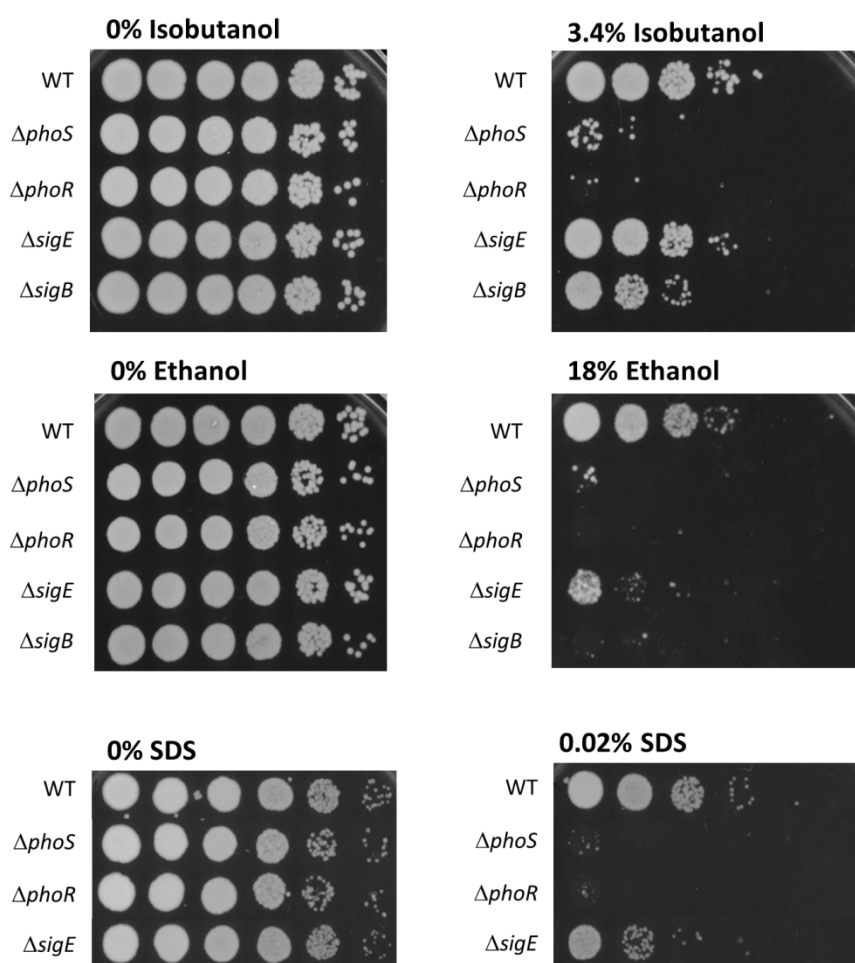 0% Isobutanol
WT
ΔphoS
ΔphoR
ΔsigE
ΔsigB
3.4% Isobutanol
WT
ΔphoS
ΔphoR
ΔsigE
ΔsigB
0% Ethanol
WT
ΔphoS
ΔphoR
ΔsigE
ΔsigB
18% Ethanol
WT
ΔphoS
ΔphoR
ΔsigE
ΔsigB
0% SDS
WT
ΔphoS
ΔphoR
ΔsigE
0.02% SDS
WT
ΔphoS
ΔphoR
ΔsigE